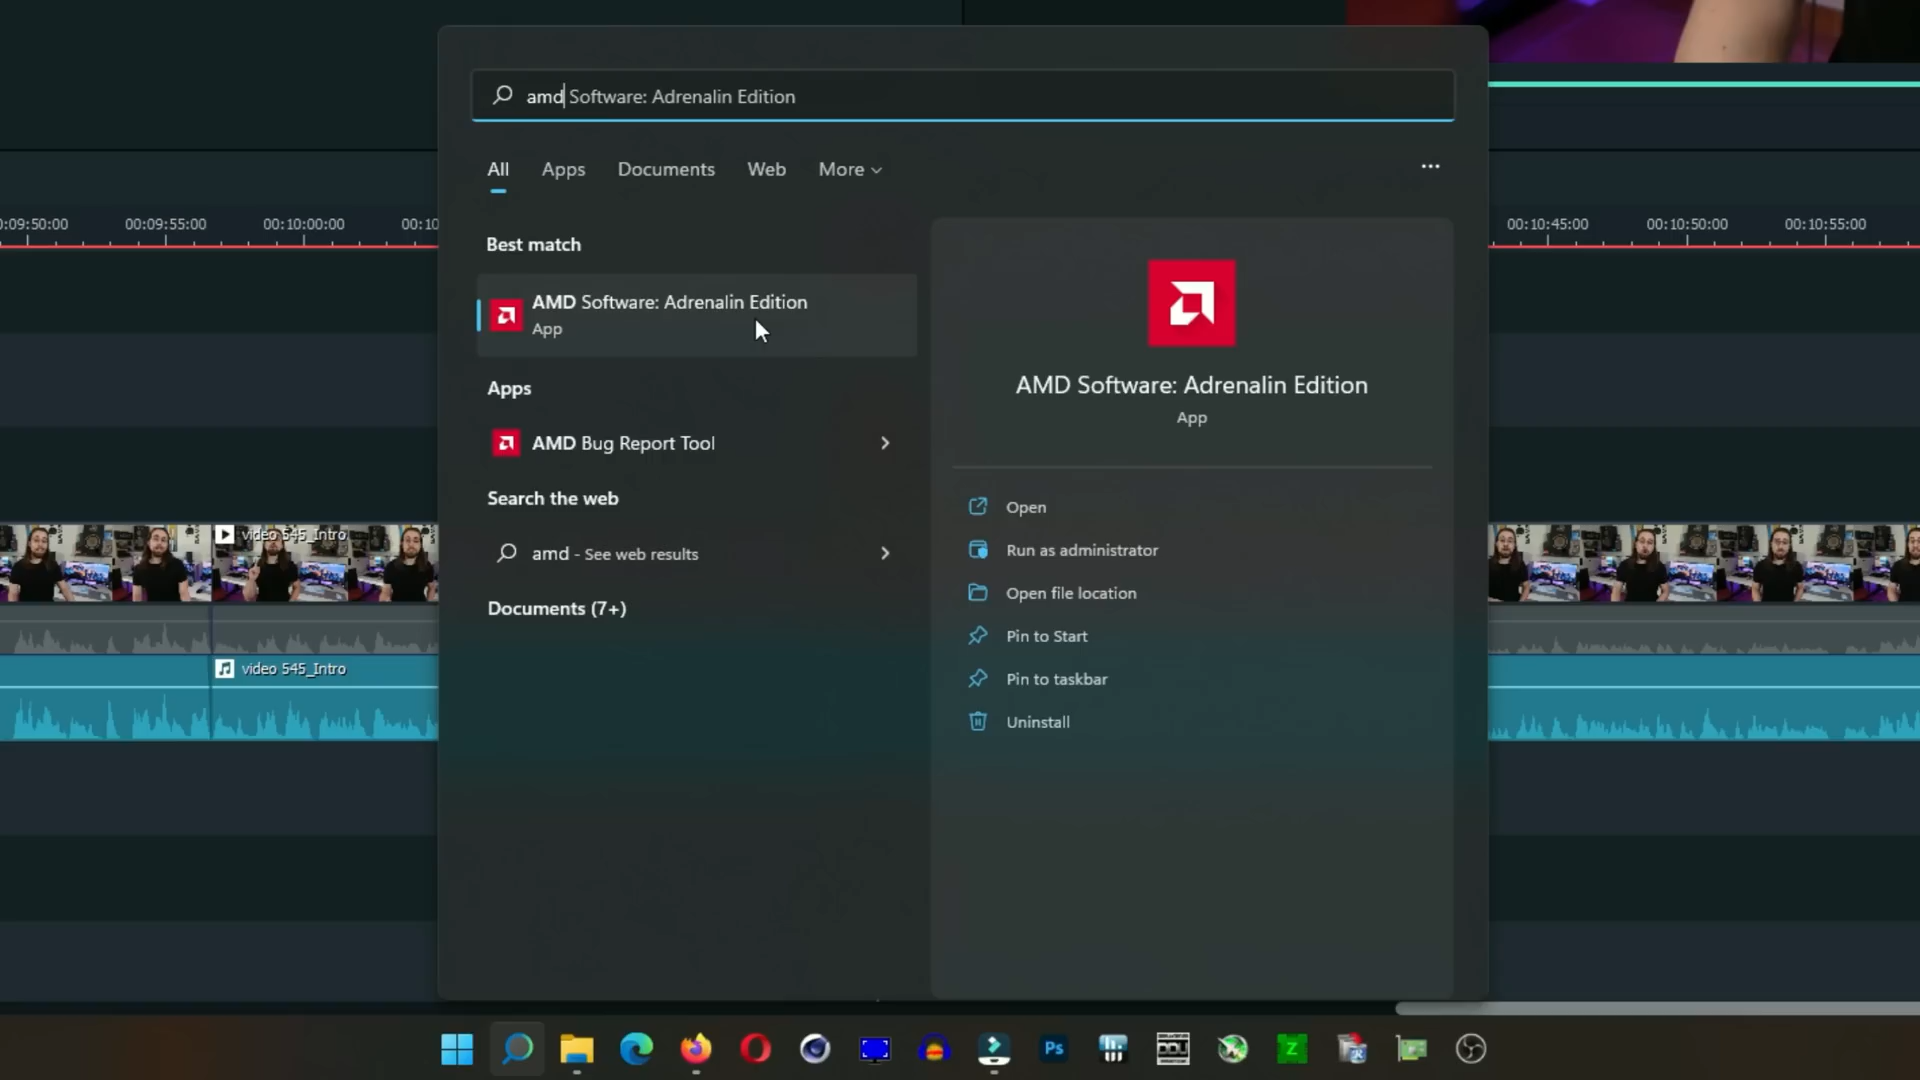 amd Software: Adrenalin Edition
All Apps Documents Web More
Best match
AMD Software: Adrenalin Edition
App
Apps
AMD Bug Report Tool
Search the web
amd - See web results
Documents (7+)
AMD Software: Adrenalin Edition
App
Open
Run as administrator
Open file location
Pin to Start
Pin to taskbar
Uninstall
:09:50:00 00:09:55:00 00:10:00:00 00:10
00:10:45:00 00:10:50:00 00:10:55:00
video 545_Intro
video 545_Intro
Ps
DDU
Z
R